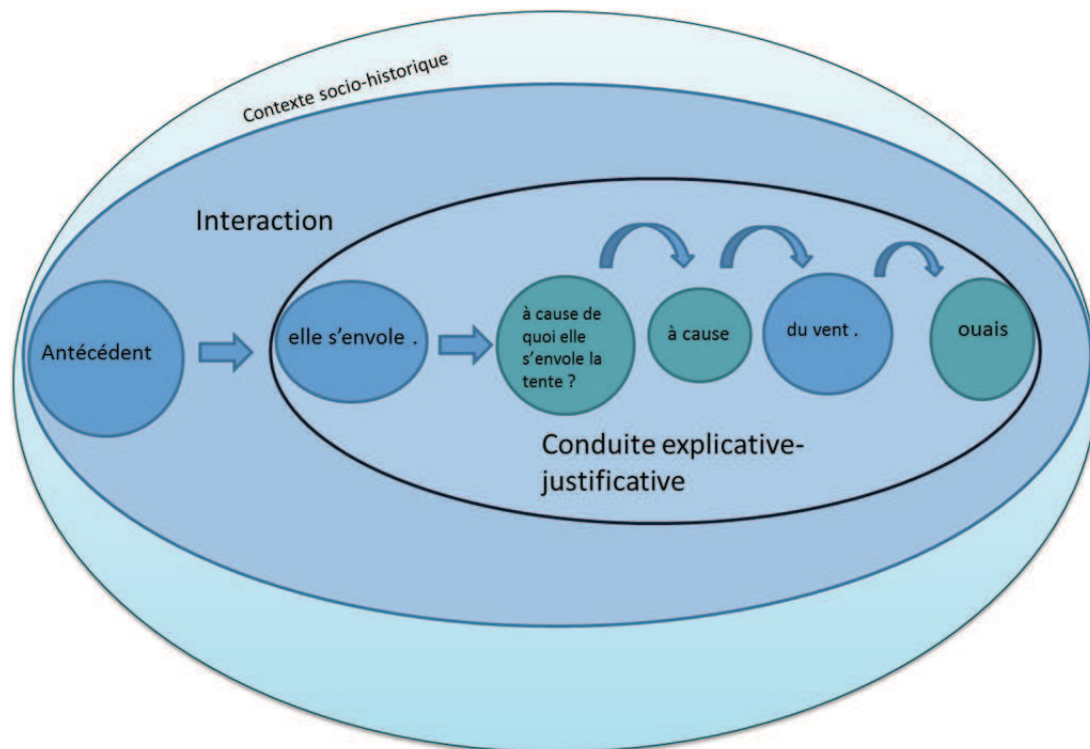 Contexte socio-historique
Interaction
Antécédent
elle s’envole .
à cause de
quoi elle
s’envole la
tente ?
à cause
du vent .
ouais
Conduite explicative-
justificative